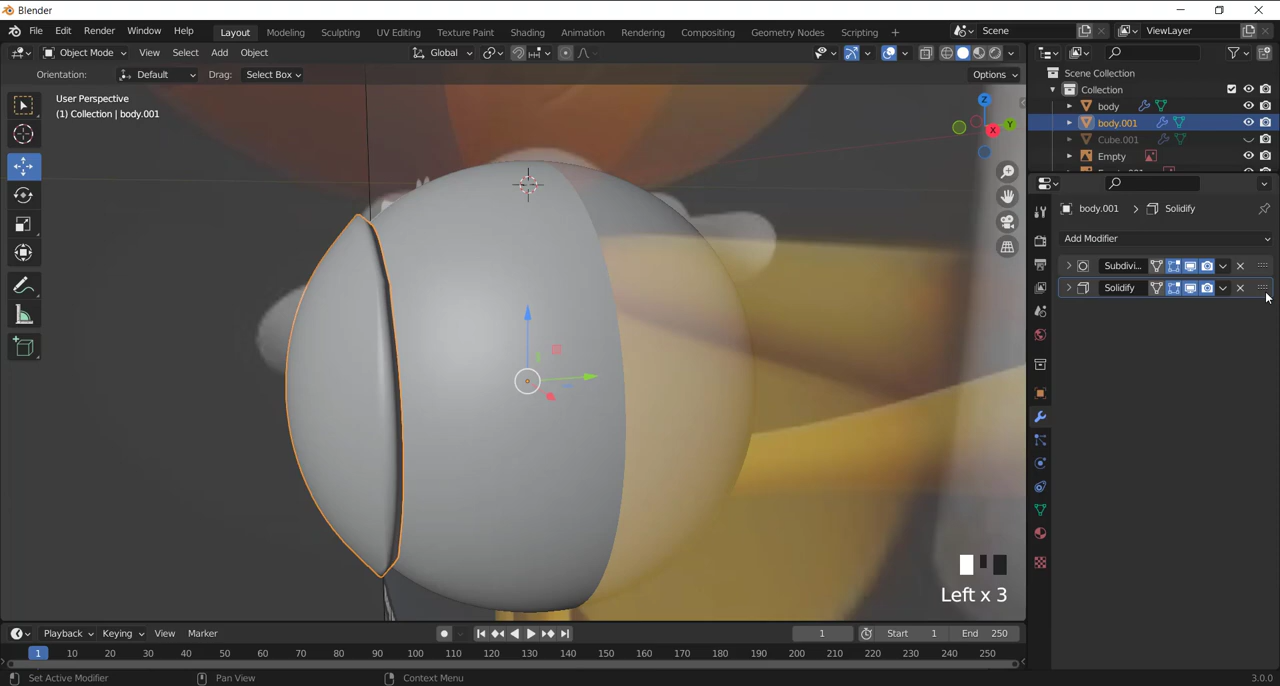 Blender
File Edit Render Window Help Layout Modeling Sculpting UV Editing Texture Paint Shading Animation Rendering Compositing Geometry Nodes Scripting + Scene ViewLayer
Object Mode View Select Add Object Global
Orientation: Default Drag: Select Box Options
User Perspective
(1) Collection | body.001
Z
Y
X
Scene Collection
Collection
body
body.001
Cube.001
Empty
body.001 > Solidify
Add Modifier
Subdivi...
Solidify
Left x 3
Playback Keying View Marker 1 Start 1 End 250
1 10 20 30 40 50 60 70 80 90 100 110 120 130 140 150 160 170 180 190 200 210 220 230 240 250
Set Active Modifier Pan View Context Menu 3.0.0